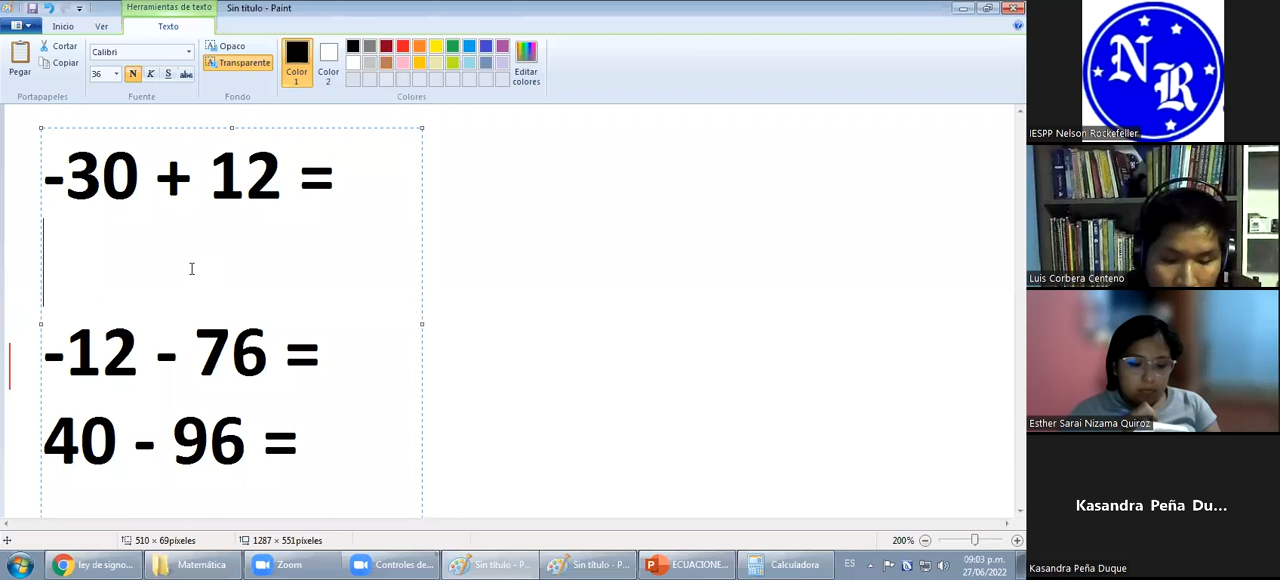 Herramientas de texto
Sin título - Paint
Inicio
Ver
Texto
Pegar
Cortar
Copiar
Portapapeles
Calibri
36
N
K
S
abc
Fuente
Opaco
Transparente
Fondo
Color 1
Color 2
Editar colores
Colores
-30 + 12 =
-12 - 76 =
40 - 96 =
510 × 69píxeles
1287 × 551píxeles
200%
ley de signo...
Matemática
Zoom
Controles de...
Sin título - P...
Sin título - P...
ECUACIONE...
Calculadora
ES
09:03 p.m.
27/06/2022
NR
IESPP Nelson Rockefeller
Luis Corbera Centeno
Esther Sarai Nizama Quiroz
Kasandra Peña Du...
Kasandra Peña Duque